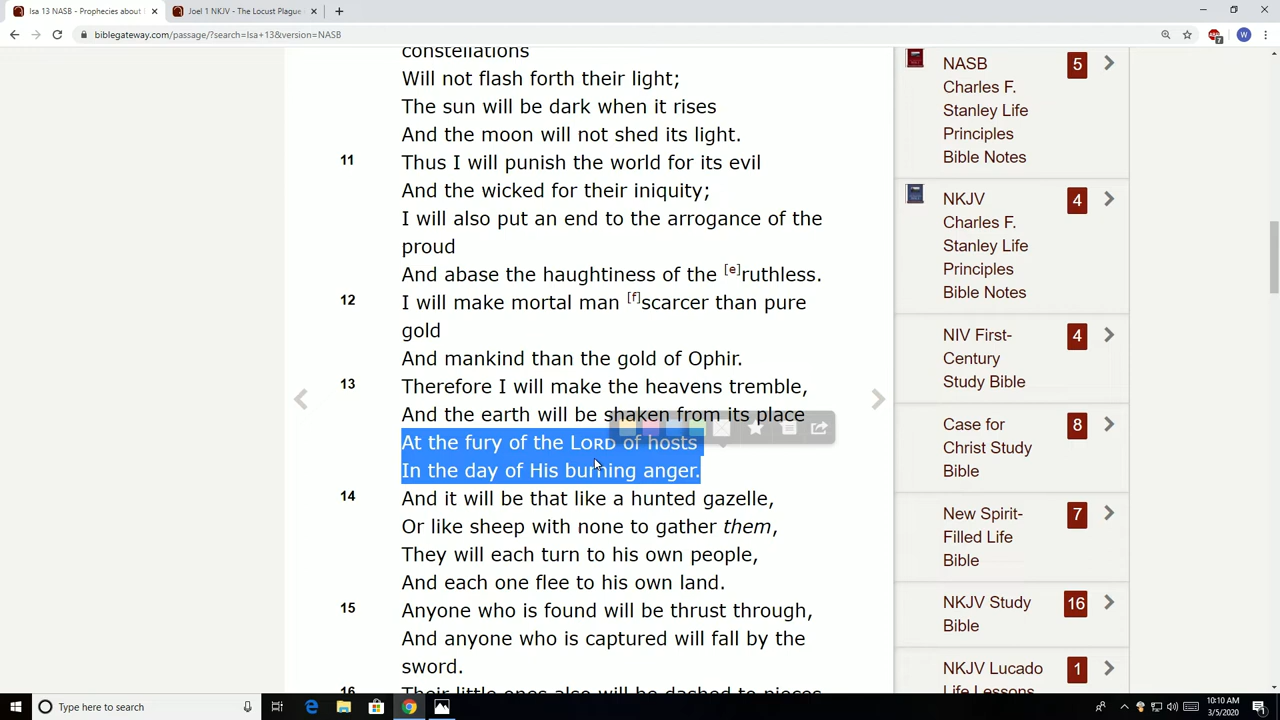 Isa 13 NASB - Prophecies about
Joel 1 NKJV - The Locust Plague
biblegateway.com/passage/?search=Isa+13&version=NASB
W
constellations
Will not flash forth their light;
The sun will be dark when it rises
And the moon will not shed its light.
11 Thus I will punish the world for its evil
And the wicked for their iniquity;
I will also put an end to the arrogance of the
proud
And abase the haughtiness of the [e]ruthless.
12 I will make mortal man [f]scarcer than pure
gold
And mankind than the gold of Ophir.
13 Therefore I will make the heavens tremble,
And the earth will be shaken from its place
At the fury of the LORD of hosts
In the day of His burning anger.
14 And it will be that like a hunted gazelle,
Or like sheep with none to gather them,
They will each turn to his own people,
And each one flee to his own land.
15 Anyone who is found will be thrust through,
And anyone who is captured will fall by the
sword.
16 Their little ones also will be dashed to pieces
NASB 5
Charles F.
Stanley Life
Principles
Bible Notes
NKJV 4
Charles F.
Stanley Life
Principles
Bible Notes
NIV First- 4
Century
Study Bible
Case for 8
Christ Study
Bible
New Spirit- 7
Filled Life
Bible
NKJV Study 16
Bible
NKJV Lucado 1
Life Lessons
Type here to search
10:10 AM
3/5/2020